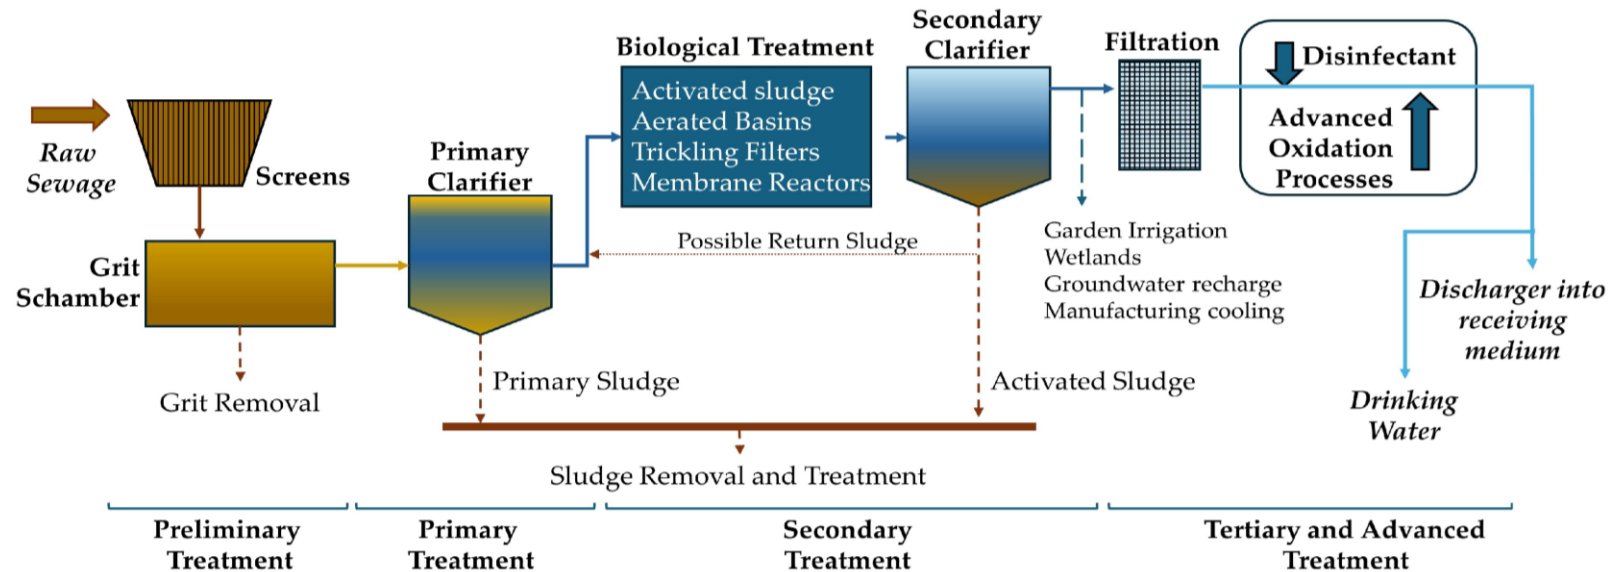 Raw
Sewage
Screens
Grit
Schamber
Grit Removal
Primary
Clarifier
Primary Sludge
Biological Treatment
Activated sludge
Aerated Basins
Trickling Filters
Membrane Reactors
Possible Return Sludge
Secondary
Clarifier
Activated Sludge
Sludge Removal and Treatment
Garden Irrigation
Wetlands
Groundwater recharge
Manufacturing cooling
Filtration
Disinfectant
Advanced
Oxidation
Processes
Discharger into
receiving
medium
Drinking
Water
Preliminary
Treatment
Primary
Treatment
Secondary
Treatment
Tertiary and Advanced
Treatment